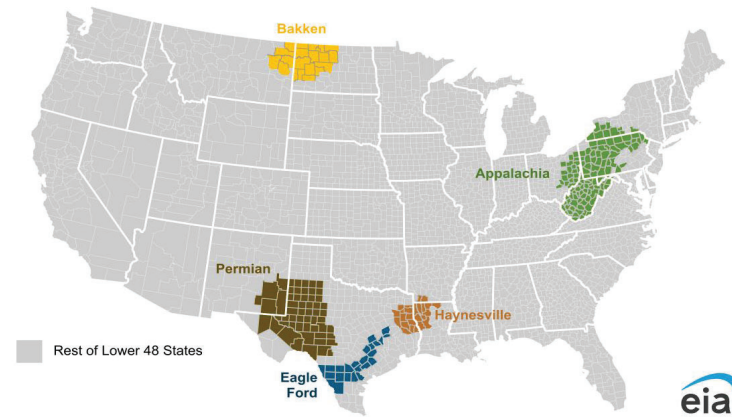 Bakken
Appalachia
Permian
Haynesville
Rest of Lower 48 States
Eagle
Ford
eia